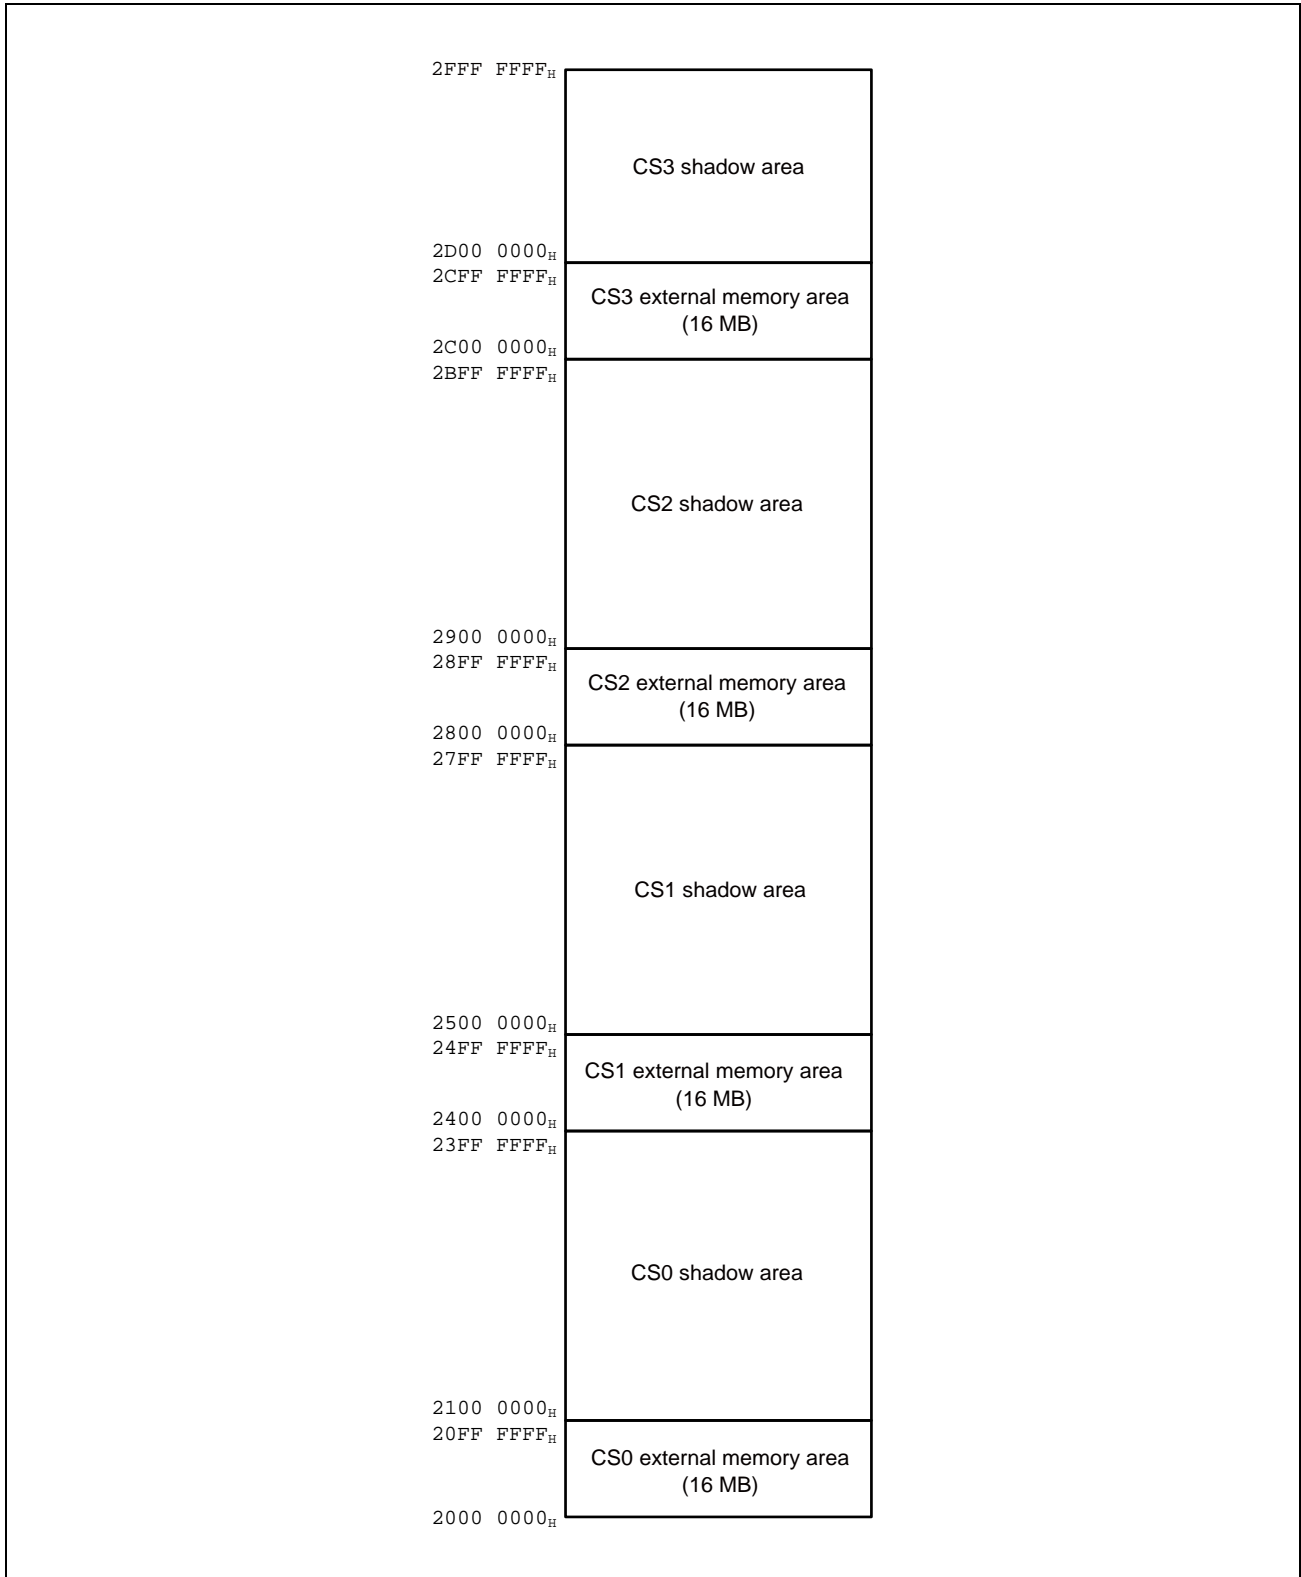 2FFF FFFFH
CS3 shadow area
2D00 0000H
2CFF FFFFH
CS3 external memory area
(16 MB)
2C00 0000H
2BFF FFFFH
CS2 shadow area
2900 0000H
28FF FFFFH
CS2 external memory area
(16 MB)
2800 0000H
27FF FFFFH
CS1 shadow area
2500 0000H
24FF FFFFH
CS1 external memory area
(16 MB)
2400 0000H
23FF FFFFH
CS0 shadow area
2100 0000H
20FF FFFFH
CS0 external memory area
(16 MB)
2000 0000H